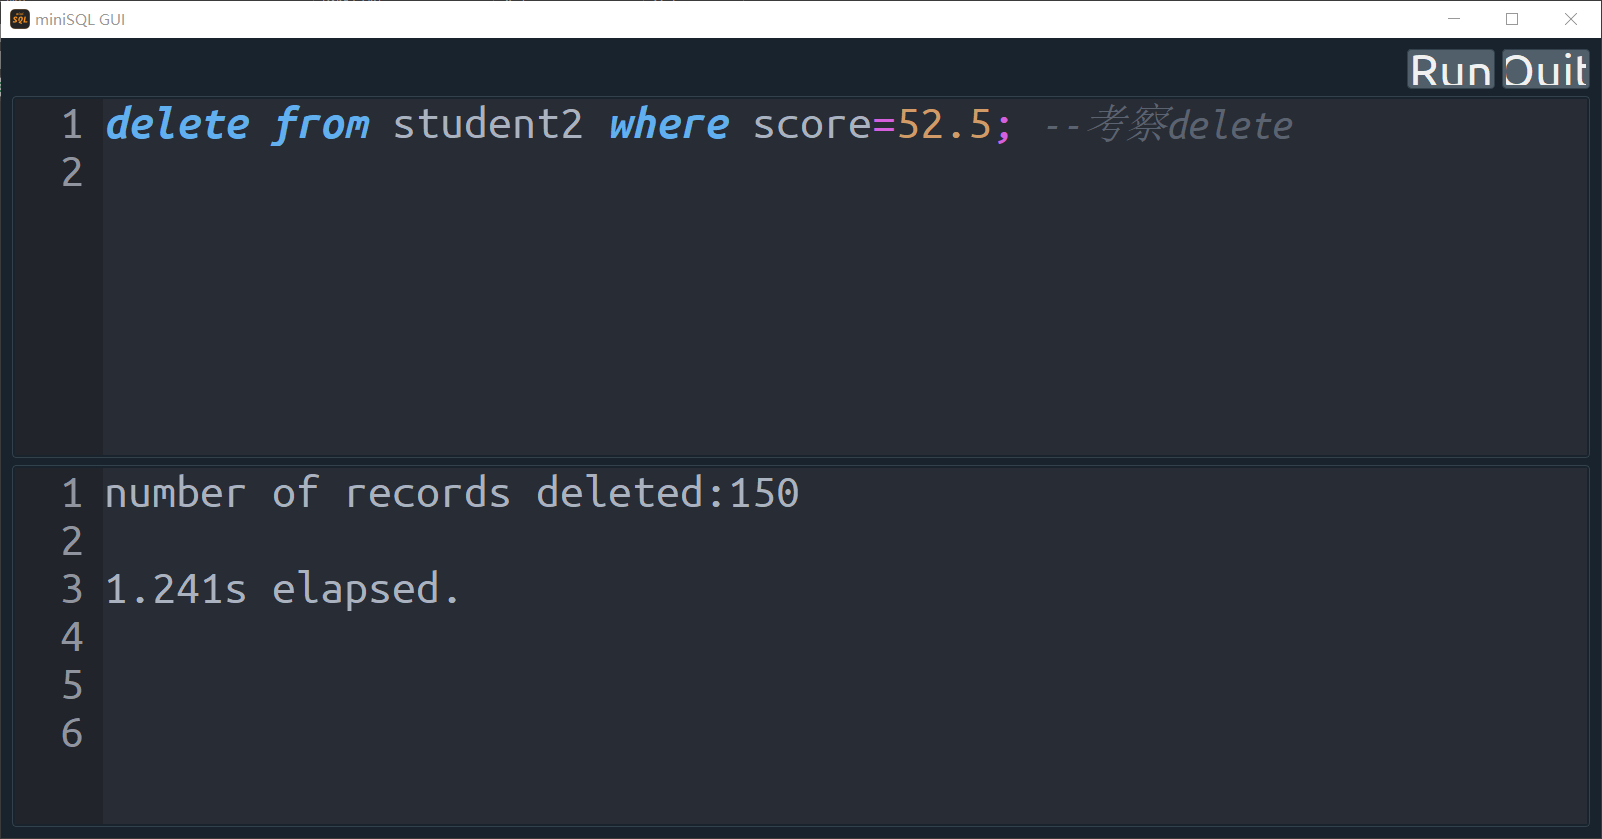 miniSQL GUI
Run Quit
1 delete from student2 where score=52.5; --考察delete
2
1 number of records deleted:150
2
3 1.241s elapsed.
4
5
6